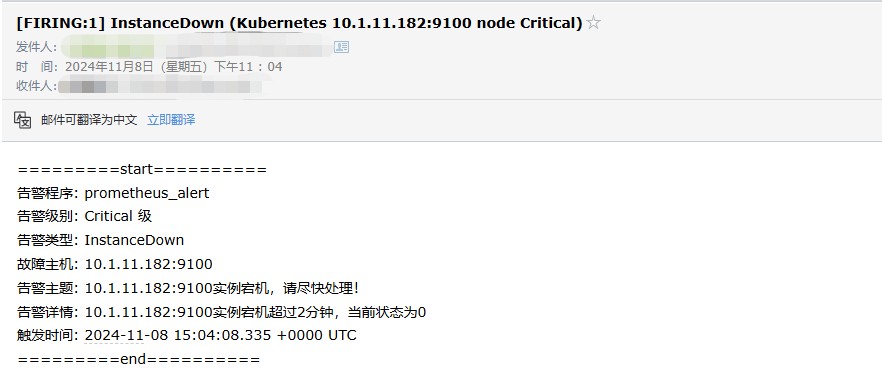 [FIRING:1] InstanceDown (Kubernetes 10.1.11.182:9100 node Critical)☆
发件人:
时 间: 2024年11月8日 (星期五) 下午11 : 04
收件人:
邮件可翻译为中文 立即翻译
=========start==========
告警程序: prometheus_alert
告警级别: Critical 级
告警类型: InstanceDown
故障主机: 10.1.11.182:9100
告警主题: 10.1.11.182:9100实例宕机，请尽快处理！
告警详情: 10.1.11.182:9100实例宕机超过2分钟，当前状态为0
触发时间: 2024-11-08 15:04:08.335 +0000 UTC
=========end==========